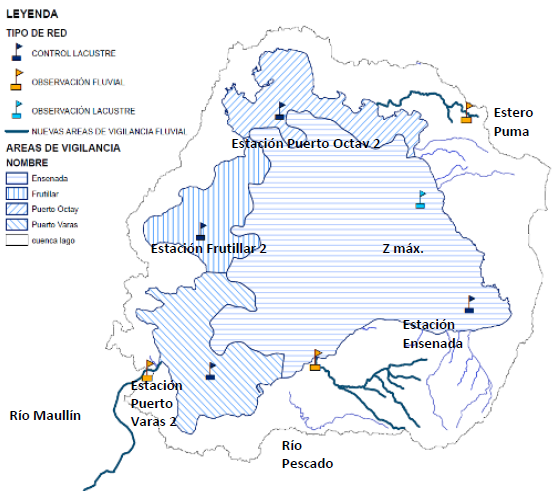 LEYENDA
TIPO DE RED
CONTROL LACUSTRE
OBSERVACIÓN FLUVIAL
OBSERVACIÓN LACUSTRE
NUEVAS AREAS DE VIGILANCIA FLUVIAL
AREAS DE VIGILANCIA
NOMBRE
Ensenada
Frutillar
Puerto Octay
Puerto Varas
cuenca lago
Estero
Puma
Estación Puerto Octay 2
Estación Frutillar 2
Z máx.
Estación
Ensenada
Estación
Puerto
Varas 2
Río Maullín
Río
Pescado